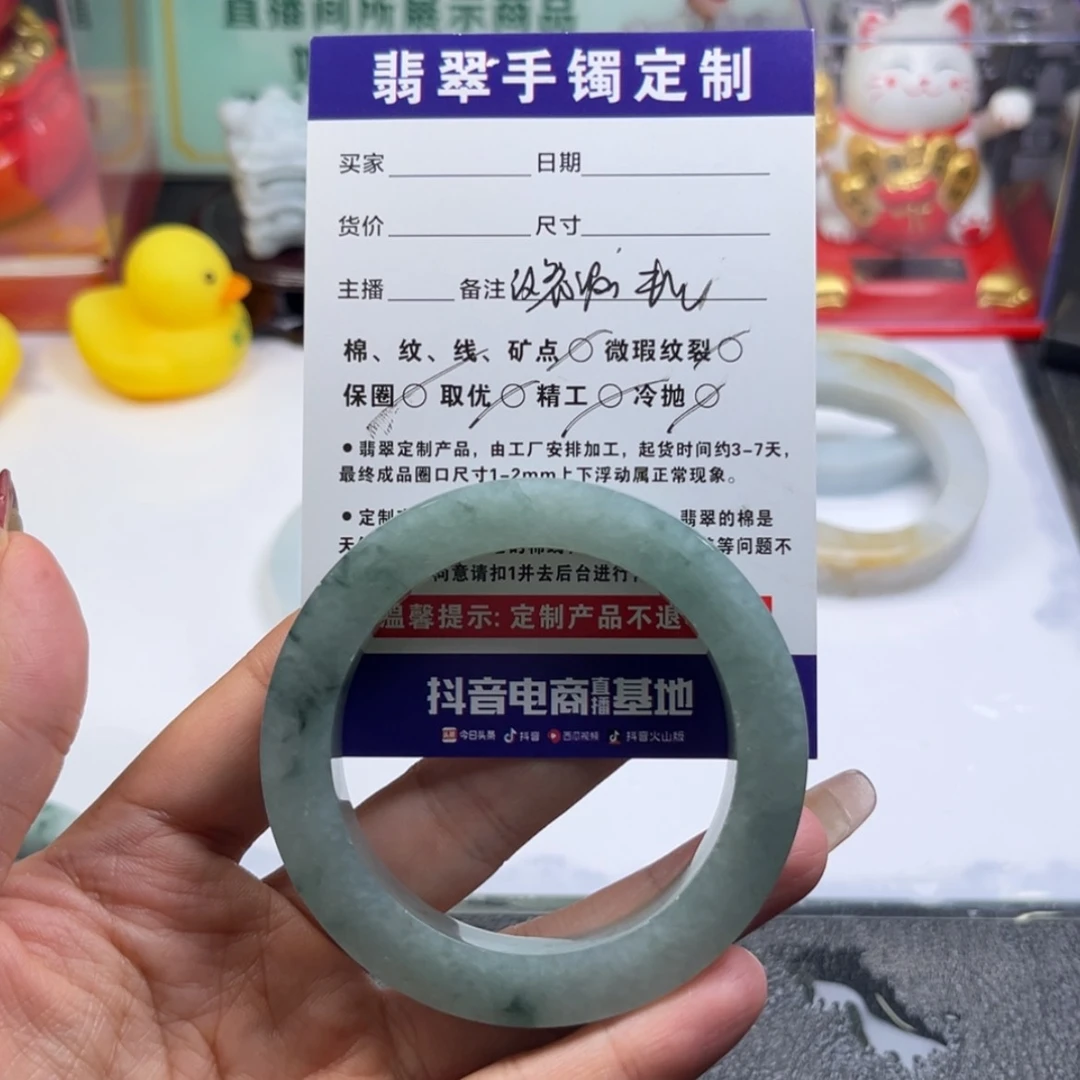 直播间所展示商品
翡翠手镯定制
买家 日期
货价 尺寸
主播 备注
棉、纹、线、矿点 ○ 微瑕纹裂 ○
保圈 ○ 取优 ○ 精工 ○ 冷抛 ○
● 翡翠定制产品，由工厂安排加工，起货时间约3-7天，
最终成品圈口尺寸1-2mm上下浮动属正常现象。
● 定制 翡翠的棉是
等问题不
同意请扣1并去后台进行
温馨提示: 定制产品不退
抖音电商直播基地
今日头条 抖音 西瓜视频 抖音火山版